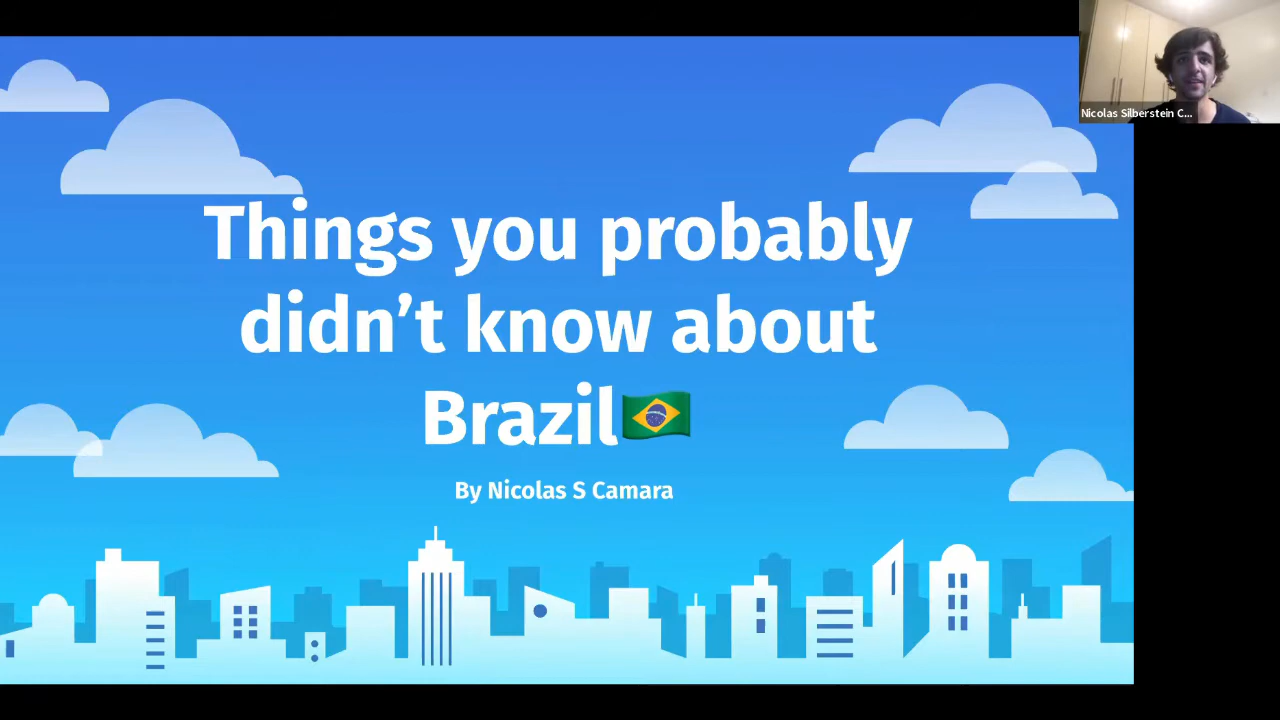 Nicolas Silberstein C...
Things you probably
didn’t know about
Brazil🇧🇷
By Nicolas S Camara